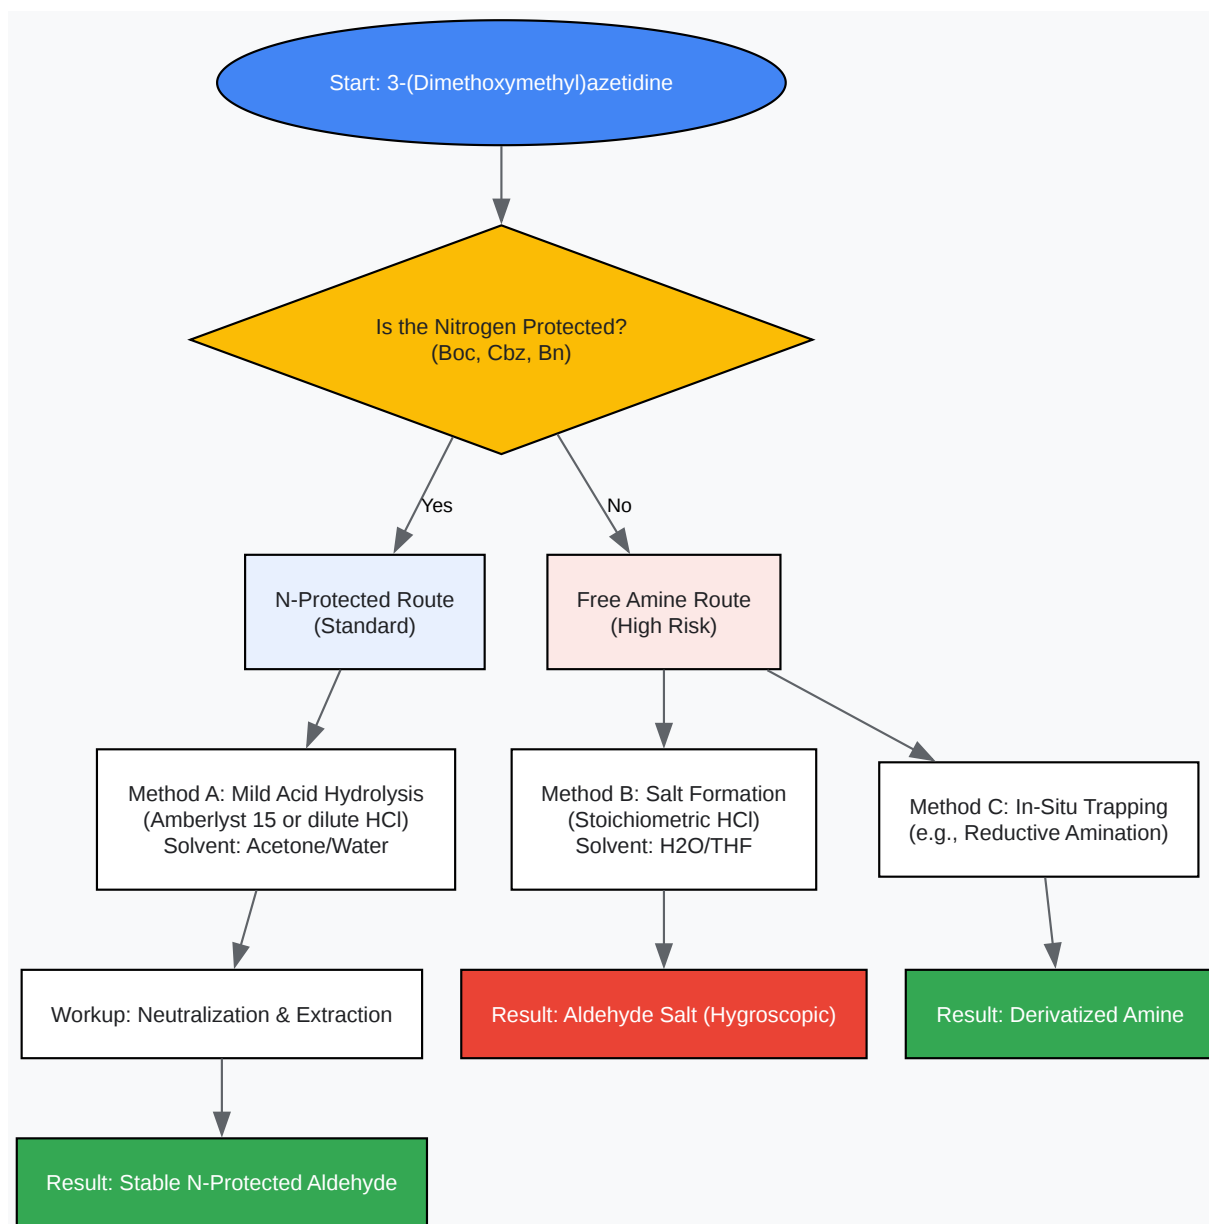 Start: 3-(Dimethoxymethyl)azetidine
Is the Nitrogen Protected?
(Boc, Cbz, Bn)
Yes
No
N-Protected Route
(Standard)
Free Amine Route
(High Risk)
Method A: Mild Acid Hydrolysis
(Amberlyst 15 or dilute HCl)
Solvent: Acetone/Water
Method B: Salt Formation
(Stoichiometric HCl)
Solvent: H2O/THF
Method C: In-Situ Trapping
(e.g., Reductive Amination)
Workup: Neutralization & Extraction
Result: Aldehyde Salt (Hygroscopic)
Result: Derivatized Amine
Result: Stable N-Protected Aldehyde